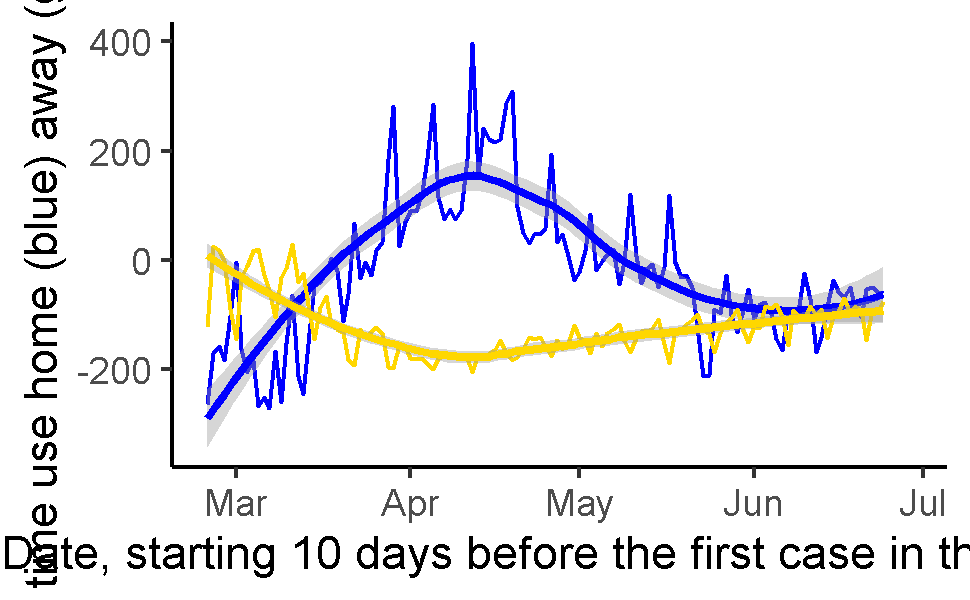 time use home (blue) away (
400
200
0
-200
Mar Apr May Jun Jul
Date, starting 10 days before the first case in